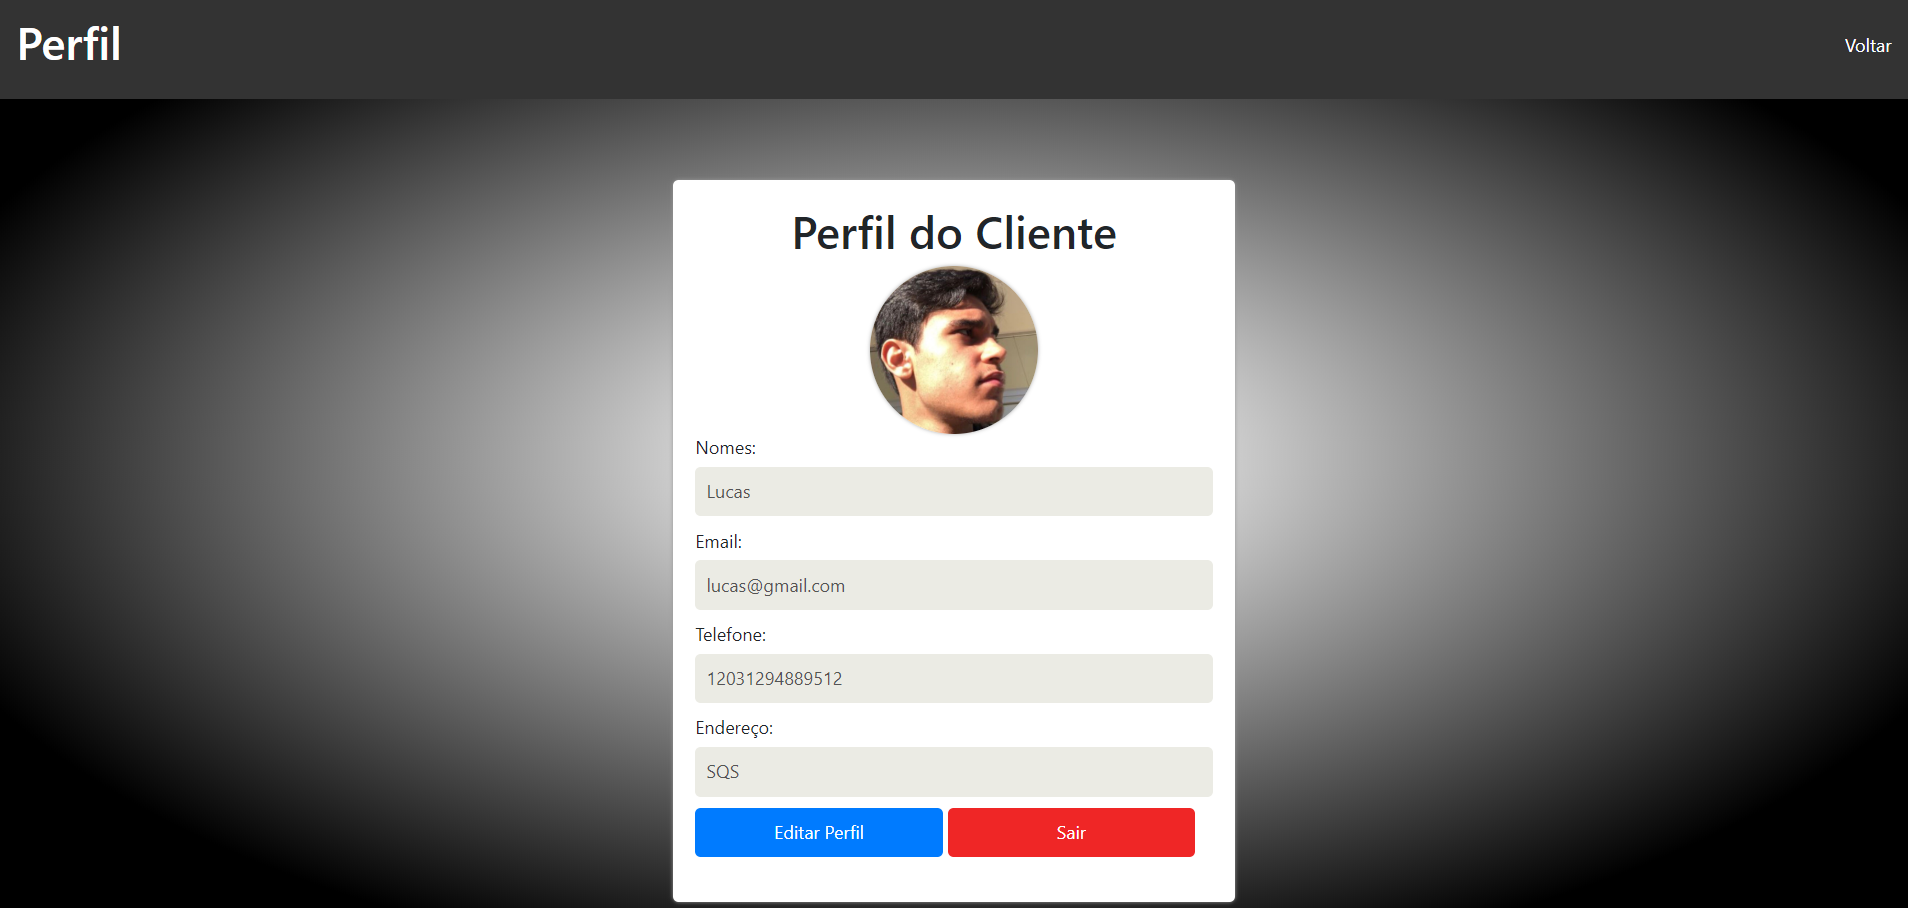 Perfil
Voltar
Perfil do Cliente
Nomes:
Lucas
Email:
lucas@gmail.com
Telefone:
12031294889512
Endereço:
SQS
Editar Perfil
Sair